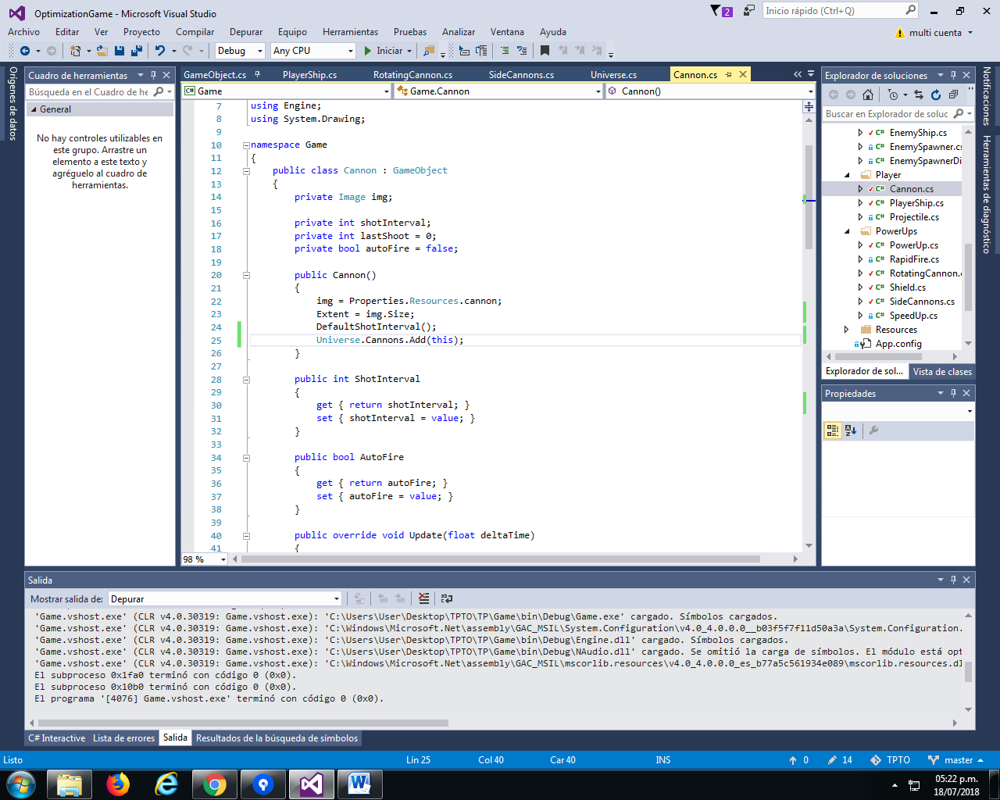 OptimizationGame - Microsoft Visual Studio
2
Inicio rápido (Ctrl+Q)
Archivo Editar Ver Proyecto Compilar Depurar Equipo Herramientas Pruebas Analizar Ventana Ayuda
multi cuenta
Debug Any CPU Iniciar
Orígenes de datos
Cuadro de herramientas
Búsqueda en el Cuadro de he
General
No hay controles utilizables en
este grupo. Arrastre un
elemento a este texto y
agréguelo al cuadro de
herramientas.
GameObject.cs PlayerShip.cs RotatingCannon.cs SideCannons.cs Universe.cs Cannon.cs
Game Game.Cannon Cannon()
7 using Engine;
8 using System.Drawing;
9
10 namespace Game
11 {
12 public class Cannon : GameObject
13 {
14 private Image img;
15
16 private int shotInterval;
17 private int lastShoot = 0;
18 private bool autoFire = false;
19
20 public Cannon()
21 {
22 img = Properties.Resources.cannon;
23 Extent = img.Size;
24 DefaultShotInterval();
25 Universe.Cannons.Add(this);
26 }
27
28 public int ShotInterval
29 {
30 get { return shotInterval; }
31 set { shotInterval = value; }
32 }
33
34 public bool AutoFire
35 {
36 get { return autoFire; }
37 set { autoFire = value; }
38 }
39
40 public override void Update(float deltaTime)
41 {
98 %
Explorador de soluciones
Buscar en Explorador de soluc
EnemyShip.cs
EnemySpawner.cs
EnemySpawnerDi
Player
Cannon.cs
PlayerShip.cs
Projectile.cs
PowerUps
PowerUp.cs
RapidFire.cs
RotatingCannon.
Shield.cs
SideCannons.cs
SpeedUp.cs
Resources
App.config
Explorador de sol... Vista de clases
Propiedades
Notificaciones
Herramientas de diagnóstico
Salida
Mostrar salida de: Depurar
'Game.vshost.exe' (CLR v4.0.30319: Game.vshost.exe): 'C:\Users\User\Desktop\TPTO\TP\Game\bin\Debug\Game.exe' cargado. Símbolos cargados.
'Game.vshost.exe' (CLR v4.0.30319: Game.vshost.exe): 'C:\Windows\Microsoft.Net\assembly\GAC_MSIL\System.Configuration\v4.0_4.0.0.0__b03f5f7f11d50a3a\System.Configuration.
'Game.vshost.exe' (CLR v4.0.30319: Game.vshost.exe): 'C:\Users\User\Desktop\TPTO\TP\Game\bin\Debug\Engine.dll' cargado. Símbolos cargados.
'Game.vshost.exe' (CLR v4.0.30319: Game.vshost.exe): 'C:\Users\User\Desktop\TPTO\TP\Game\bin\Debug\NAudio.dll' cargado. Se omitió la carga de símbolos. El módulo está opt
'Game.vshost.exe' (CLR v4.0.30319: Game.vshost.exe): 'C:\Windows\Microsoft.Net\assembly\GAC_MSIL\mscorlib.resources\v4.0_4.0.0.0_es_b77a5c561934e089\mscorlib.resources.dl
El subproceso 0x1fa0 terminó con código 0 (0x0).
El subproceso 0x10b0 terminó con código 0 (0x0).
El programa '[4076] Game.vshost.exe' terminó con código 0 (0x0).
C# Interactive Lista de errores Salida Resultados de la búsqueda de símbolos
Listo Lín 25 Col 40 Car 40 INS 0 14 TPTO master
05:22 p.m.
18/07/2018